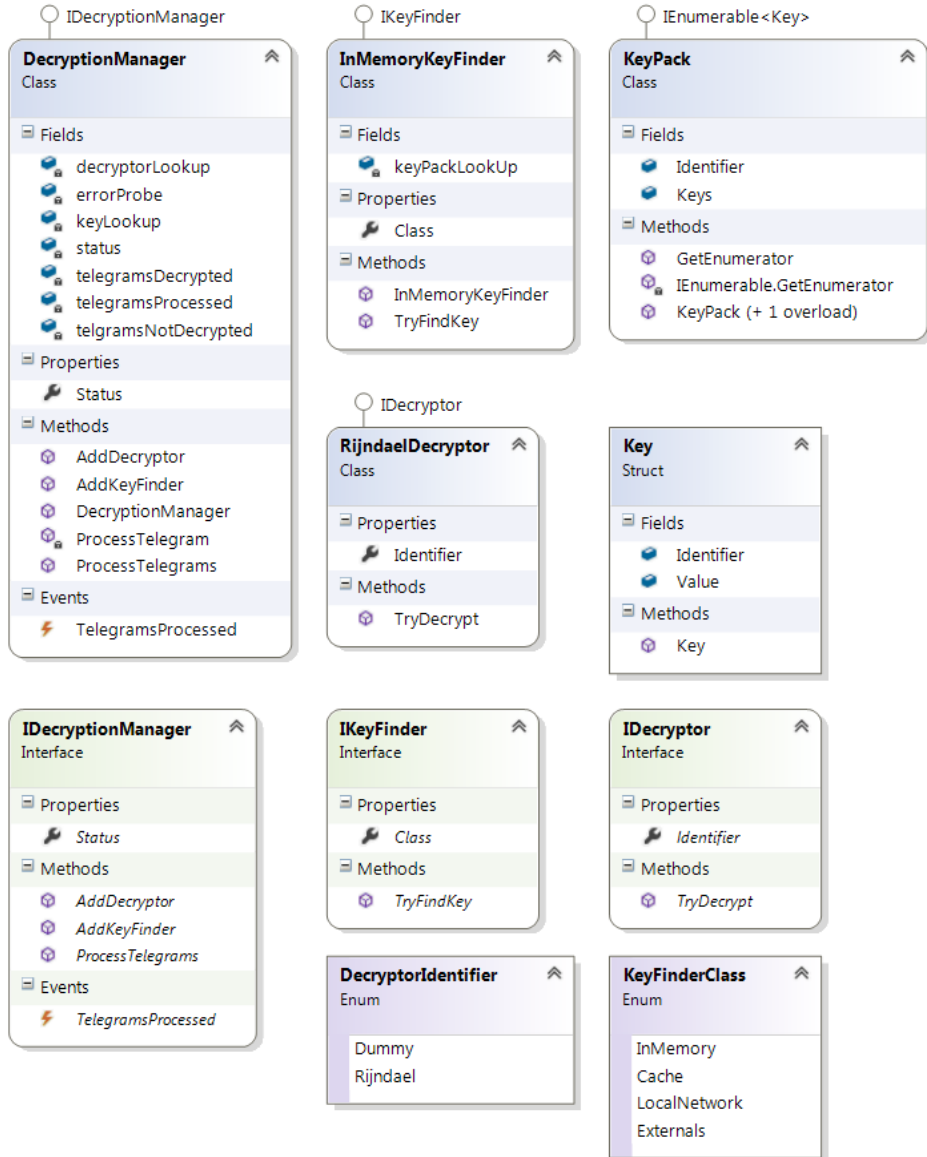 IDecryptionManager
DecryptionManager
Class
Fields
decryptorLookup
errorProbe
keyLookup
status
telegramsDecrypted
telegramsProcessed
telgramsNotDecrypted
Properties
Status
Methods
AddDecryptor
AddKeyFinder
DecryptionManager
ProcessTelegram
ProcessTelegrams
Events
TelegramsProcessed
IKeyFinder
InMemoryKeyFinder
Class
Fields
keyPackLookUp
Properties
Class
Methods
InMemoryKeyFinder
TryFindKey
IEnumerable<Key>
KeyPack
Class
Fields
Identifier
Keys
Methods
GetEnumerator
IEnumerable.GetEnumerator
KeyPack (+ 1 overload)
IDecryptor
RijndaelDecryptor
Class
Properties
Identifier
Methods
TryDecrypt
Key
Struct
Fields
Identifier
Value
Methods
Key
IDecryptionManager
Interface
Properties
Status
Methods
AddDecryptor
AddKeyFinder
ProcessTelegrams
Events
TelegramsProcessed
IKeyFinder
Interface
Properties
Class
Methods
TryFindKey
IDecryptor
Interface
Properties
Identifier
Methods
TryDecrypt
DecryptorIdentifier
Enum
Dummy
Rijndael
KeyFinderClass
Enum
InMemory
Cache
LocalNetwork
Externals